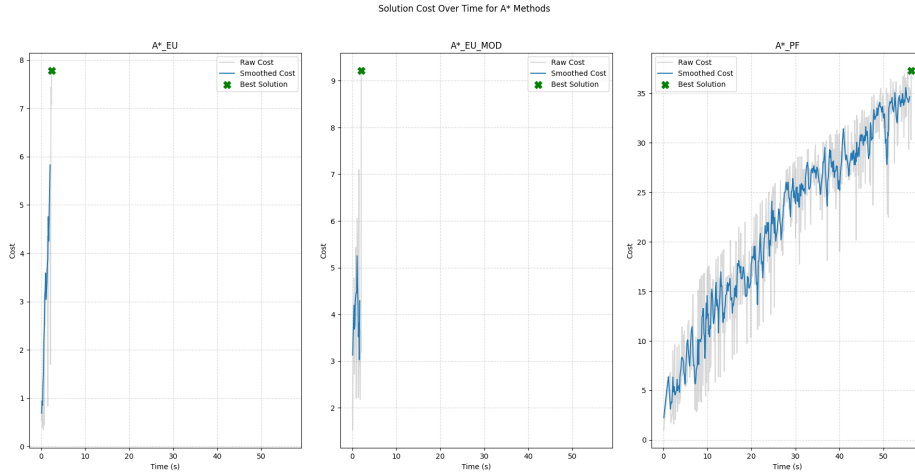 Solution Cost Over Time for A* Methods
A*_EU
Cost
8
7
6
5
4
3
2
1
0
Raw Cost
Smoothed Cost
Best Solution
0 10 20 30 40 50
Time (s)
A*_EU_MOD
Cost
9
8
7
6
5
4
3
2
Raw Cost
Smoothed Cost
Best Solution
0 10 20 30 40 50
Time (s)
A*_PF
Cost
35
30
25
20
15
10
5
0
Raw Cost
Smoothed Cost
Best Solution
0 10 20 30 40 50
Time (s)